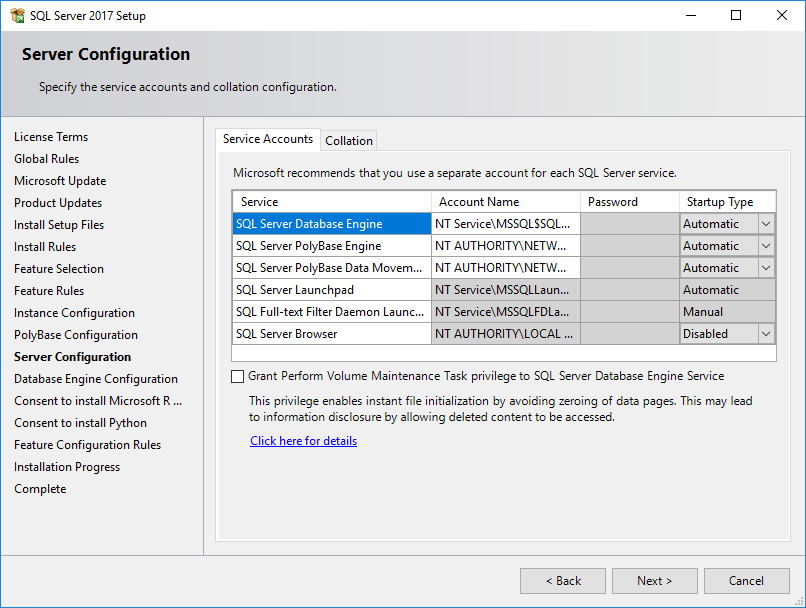 SQL Server 2017 Setup
Server Configuration
Specify the service accounts and collation configuration.
License Terms
Global Rules
Microsoft Update
Product Updates
Install Setup Files
Install Rules
Feature Selection
Feature Rules
Instance Configuration
PolyBase Configuration
Server Configuration
Database Engine Configuration
Consent to install Microsoft R ...
Consent to install Python
Feature Configuration Rules
Installation Progress
Complete
Service Accounts Collation
Microsoft recommends that you use a separate account for each SQL Server service.
Service Account Name Password Startup Type
SQL Server Database Engine NT Service\MSSQL$SQL... Automatic
SQL Server PolyBase Engine NT AUTHORITY\NETW... Automatic
SQL Server PolyBase Data Movem... NT AUTHORITY\NETW... Automatic
SQL Server Launchpad NT Service\MSSQLLaun... Automatic
SQL Full-text Filter Daemon Launc... NT Service\MSSQLFDLa... Manual
SQL Server Browser NT AUTHORITY\LOCAL ... Disabled
Grant Perform Volume Maintenance Task privilege to SQL Server Database Engine Service
This privilege enables instant file initialization by avoiding zeroing of data pages. This may lead
to information disclosure by allowing deleted content to be accessed.
Click here for details
< Back Next > Cancel